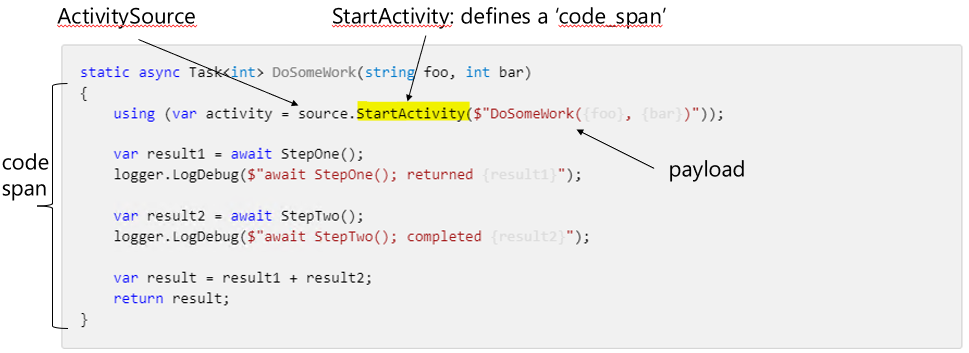 ActivitySource
StartActivity: defines a ‘code_span’
static async Task<int> DoSomeWork(string foo, int bar)
{
using (var activity = source.StartActivity($"DoSomeWork({foo}, {bar})"));
payload
code
span
var result1 = await StepOne();
logger.LogDebug($"await StepOne(); returned {result1}");
var result2 = await StepTwo();
logger.LogDebug($"await StepTwo(); completed {result2}");
var result = result1 + result2;
return result;
}